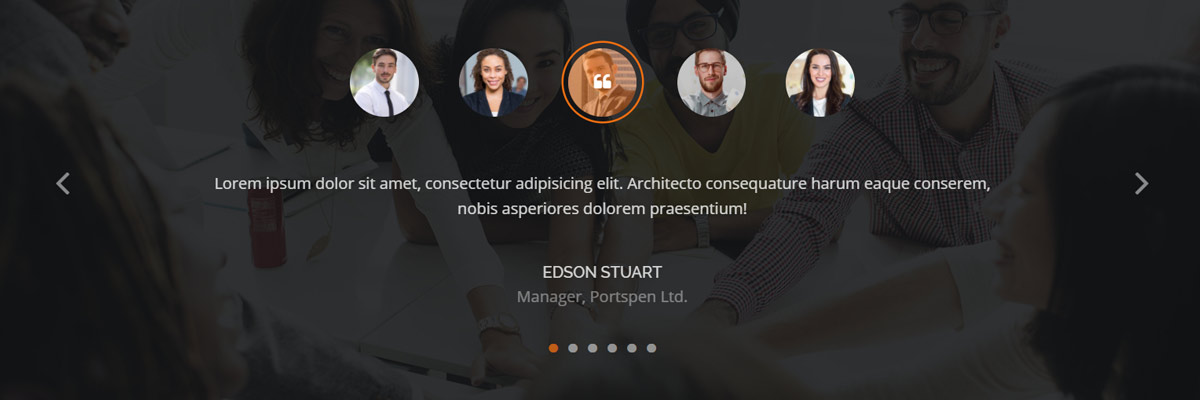 Lorem ipsum dolor sit amet, consectetur adipisicing elit. Architecto consequature harum eaque conserem,
nobis asperiores dolorem praesentium!
EDSON STUART
Manager, Portspen Ltd.